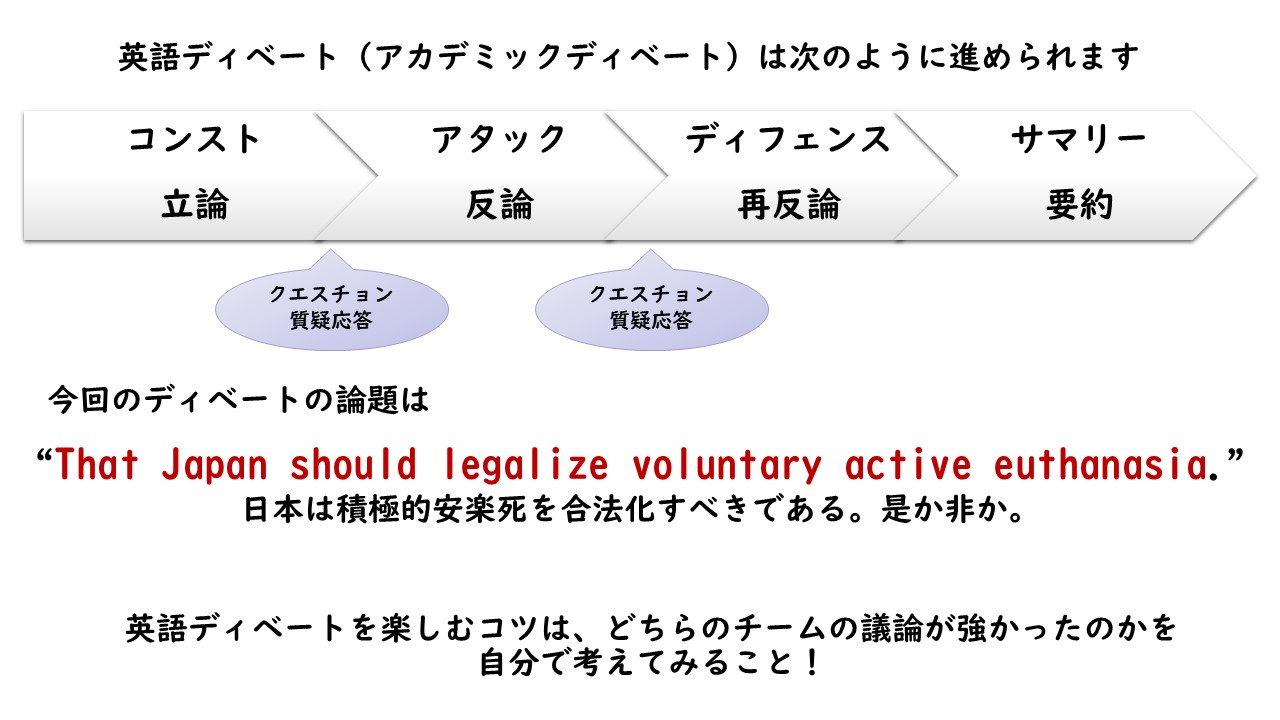 英語ディベート（アカデミックディベート）は次のように進められます
コンスト
立論
アタック
反論
ディフェンス
再反論
サマリー
要約
クエスチョン
質疑応答
クエスチョン
質疑応答
今回のディベートの論題は
“That Japan should legalize voluntary active euthanasia.”
日本は積極的安楽死を合法化すべきである。是か非か。
英語ディベートを楽しむコツは、どちらのチームの議論が強かったのかを
自分で考えてみること！